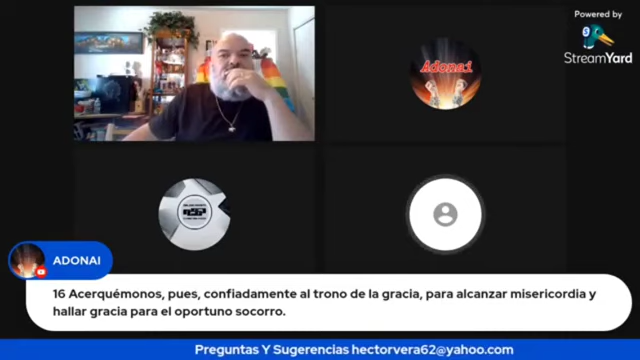 Powered by
StreamYard
Adonai
ADONAI
16 Acerquémonos, pues, confiadamente al trono de la gracia, para alcanzar misericordia y
hallar gracia para el oportuno socorro.
Preguntas Y Sugerencias hectorvera62@yahoo.com